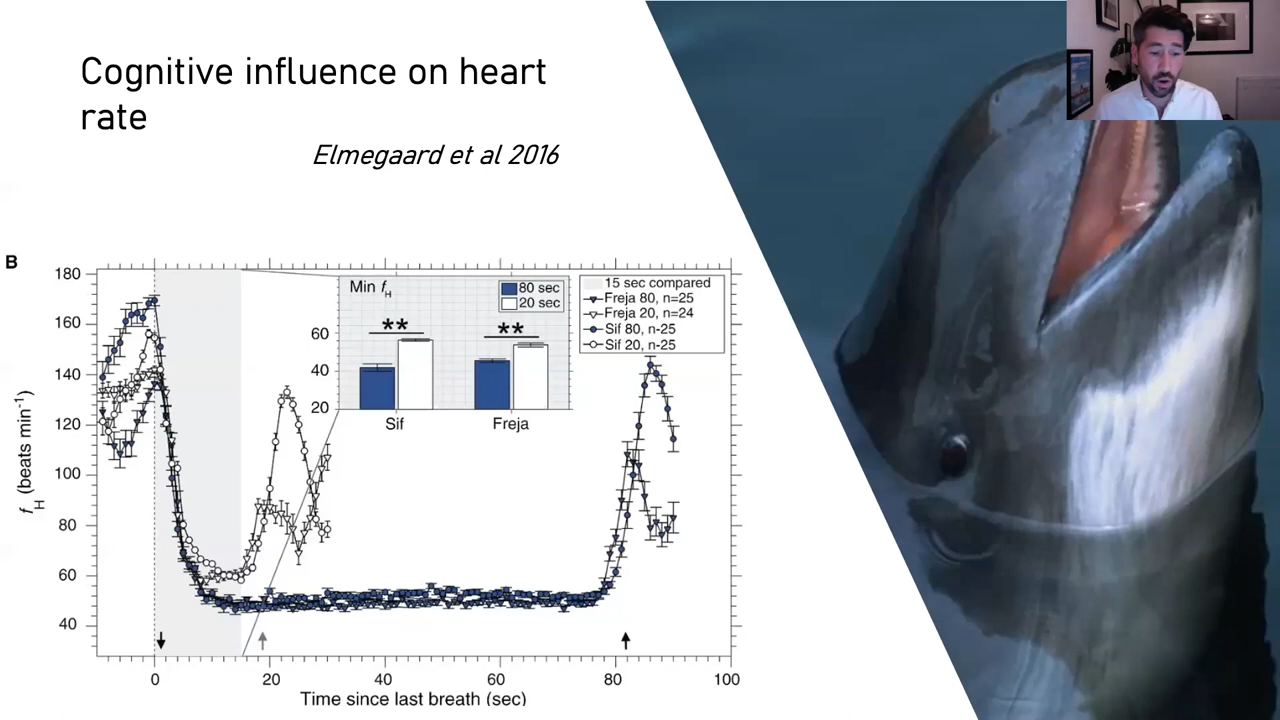 Cognitive influence on heart
rate
Elmegaard et al 2016
B
180
160
140
120
100
80
60
40
fH (beats min-1)
Min fH
80 sec
20 sec
60
40
20
**
**
Sif
Freja
15 sec compared
Freja 80, n=25
Freja 20, n=24
Sif 80, n-25
Sif 20, n-25
0
20
40
60
80
100
Time since last breath (sec)